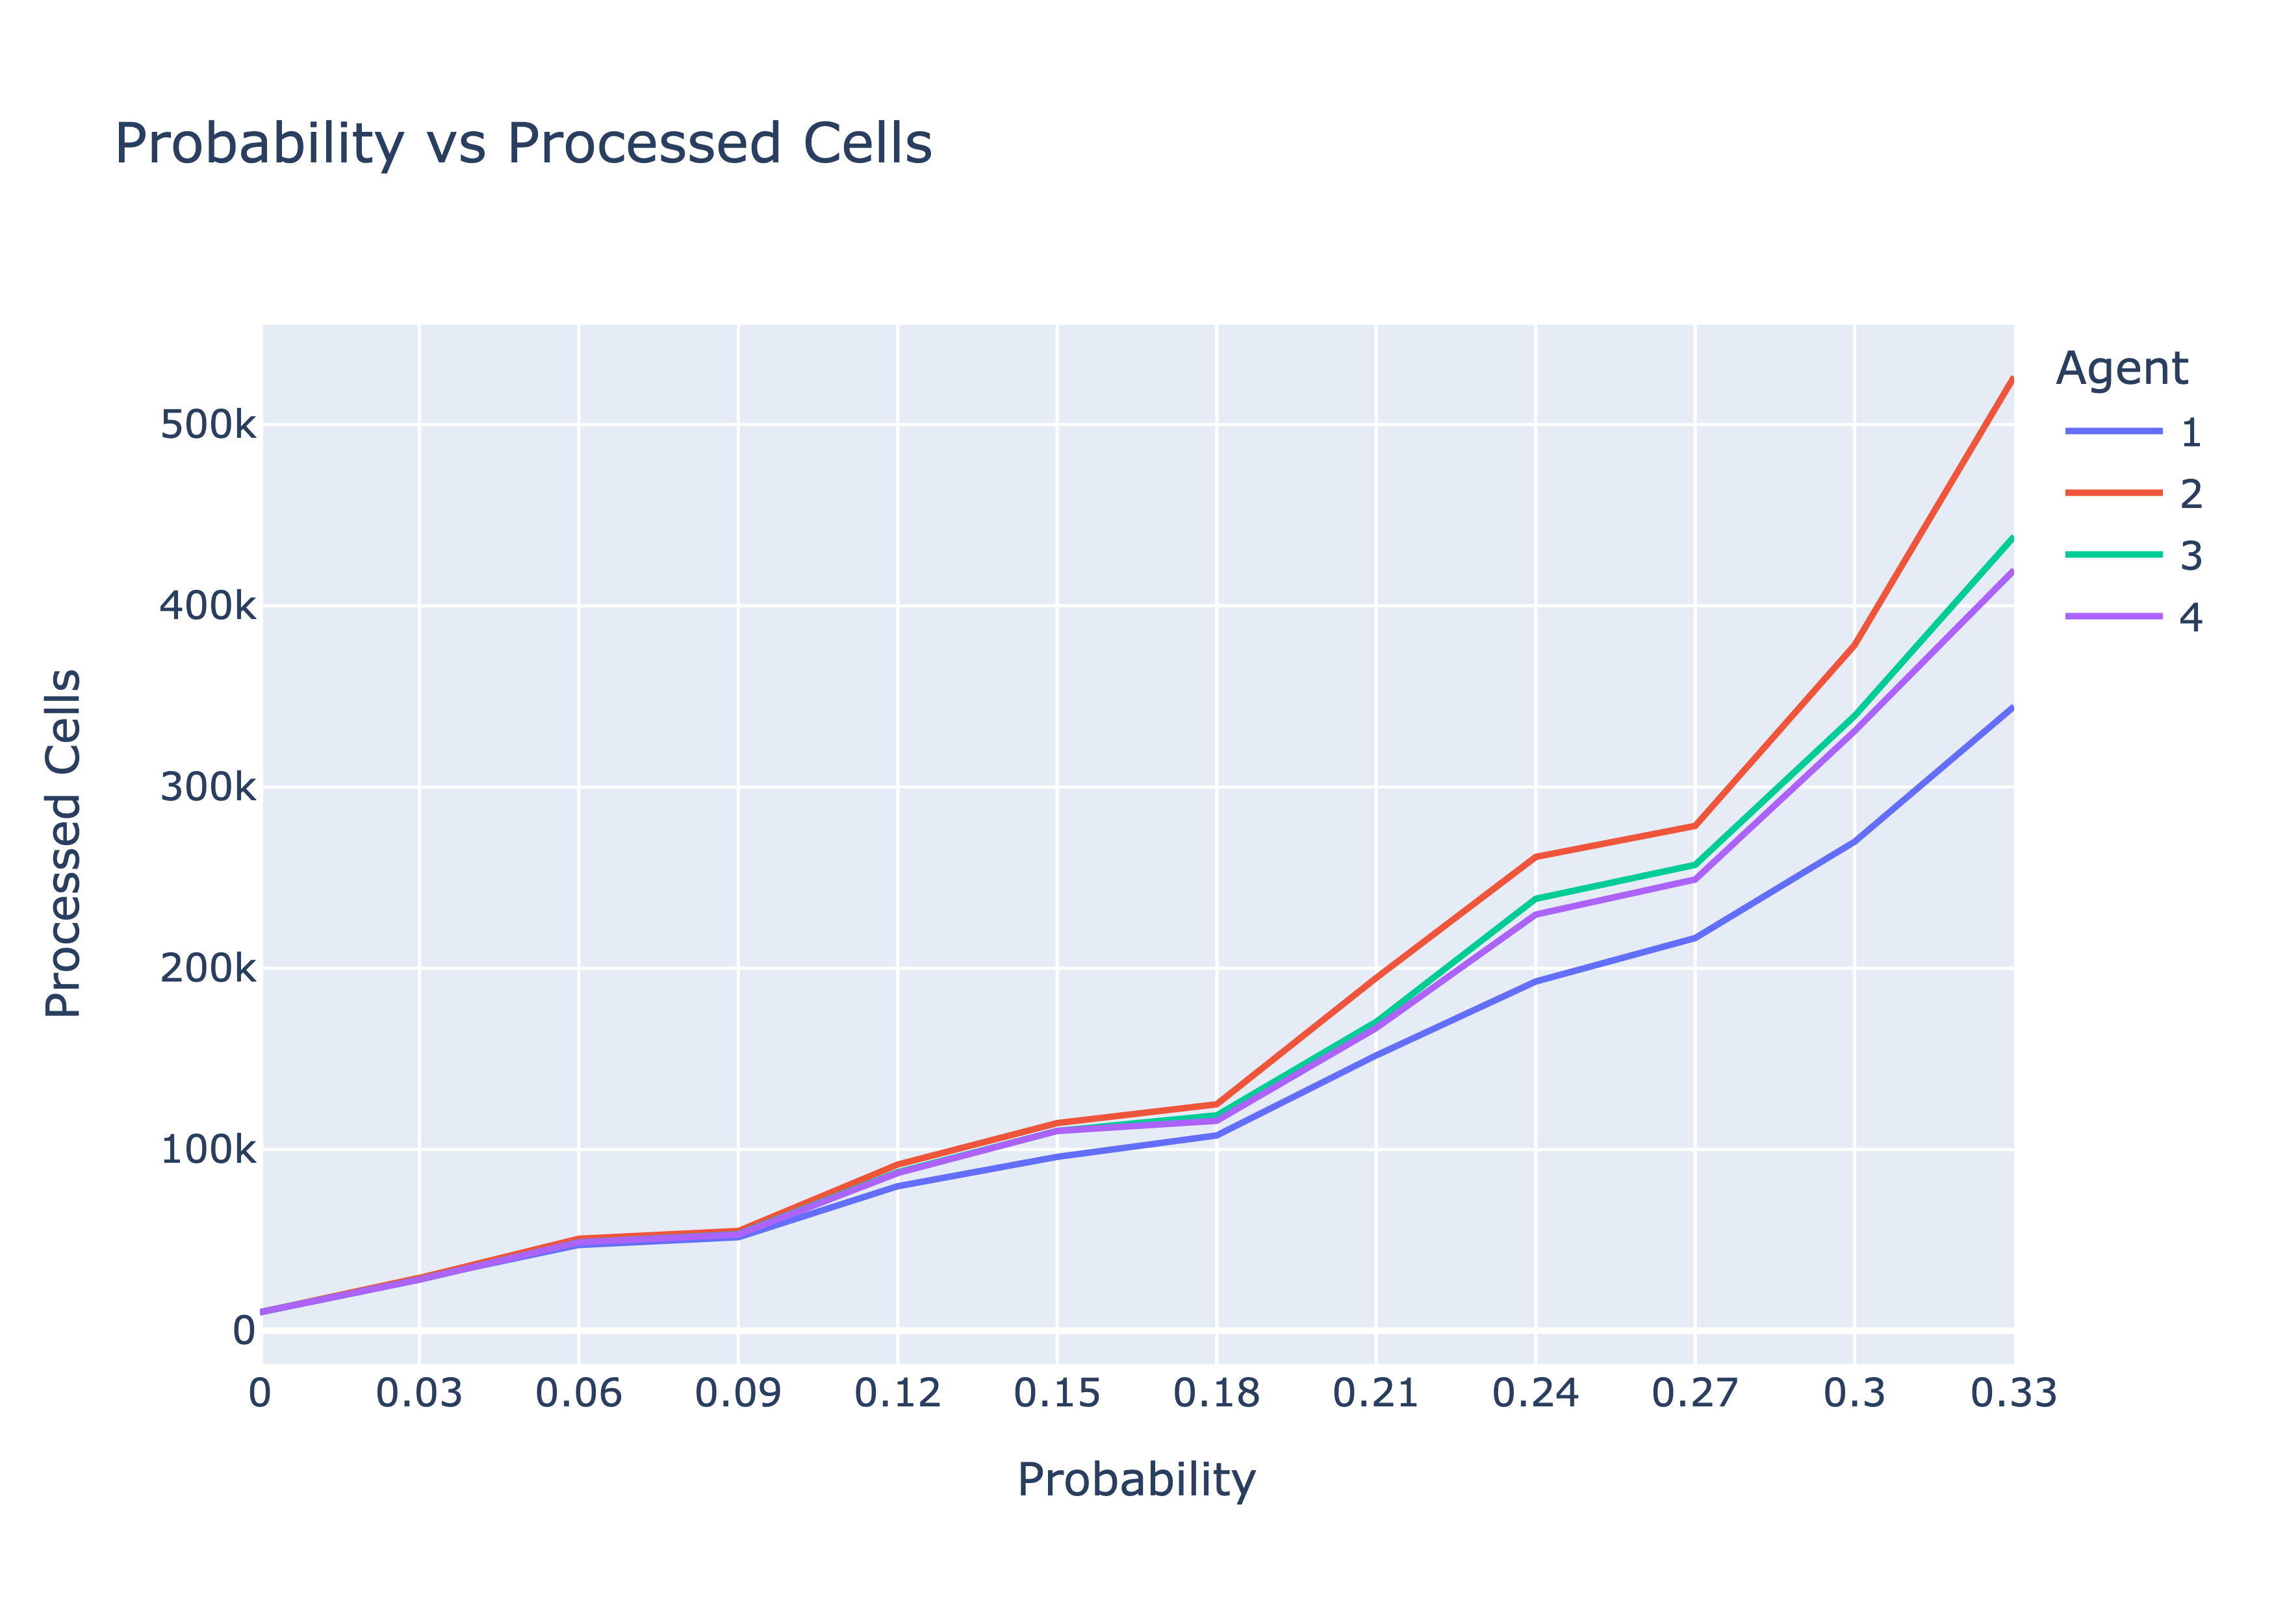 Probability vs Processed Cells
Agent
1
2
3
4
Processed Cells
500k
400k
300k
200k
100k
0
0 0.03 0.06 0.09 0.12 0.15 0.18 0.21 0.24 0.27 0.3 0.33
Probability